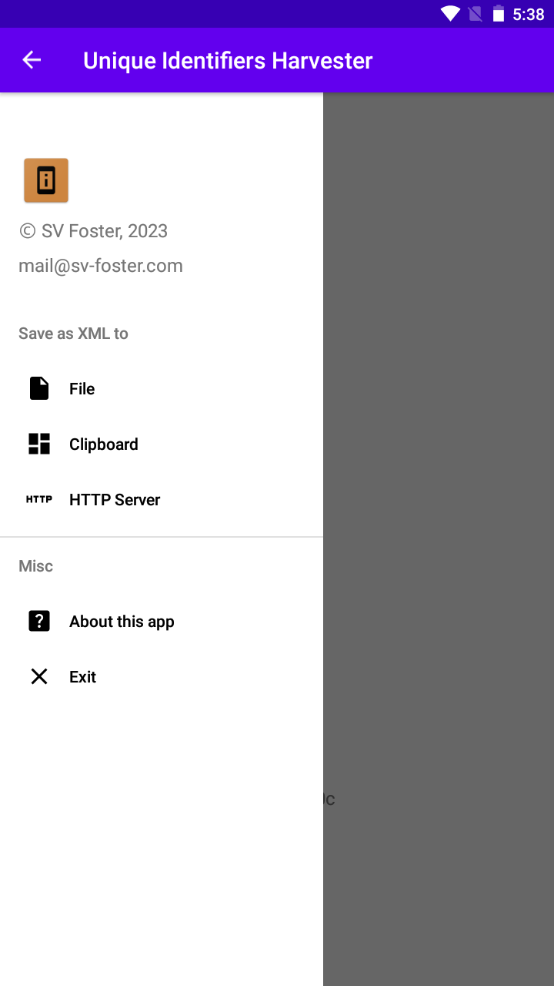 5:38
Unique Identifiers Harvester
© SV Foster, 2023
mail@sv-foster.com
Save as XML to
File
Clipboard
HTTP HTTP Server
Misc
About this app
Exit